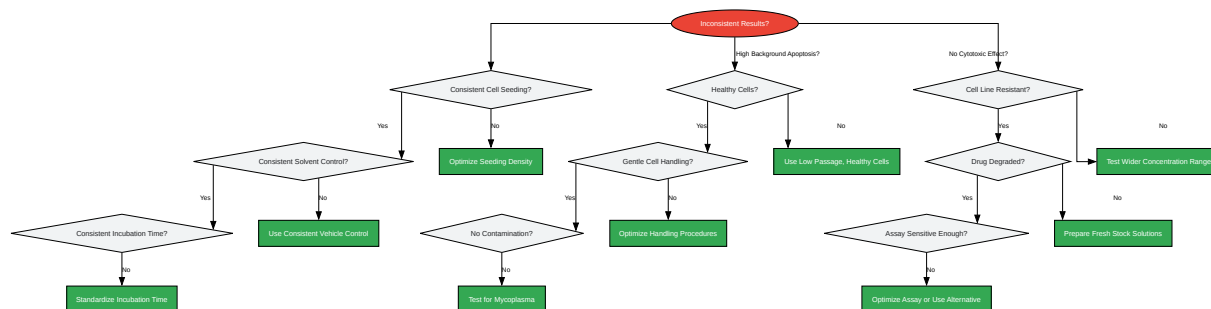 Inconsistent Results?
High Background Apoptosis?
No Cytotoxic Effect?
Consistent Cell Seeding?
Healthy Cells?
Cell Line Resistant?
Yes
No
Yes
No
Yes
No
Consistent Solvent Control?
Optimize Seeding Density
Gentle Cell Handling?
Use Low Passage, Healthy Cells
Drug Degraded?
Test Wider Concentration Range
Yes
No
Yes
No
Yes
No
Consistent Incubation Time?
Use Consistent Vehicle Control
No Contamination?
Optimize Handling Procedures
Assay Sensitive Enough?
Prepare Fresh Stock Solutions
No
No
No
Standardize Incubation Time
Test for Mycoplasma
Optimize Assay or Use Alternative